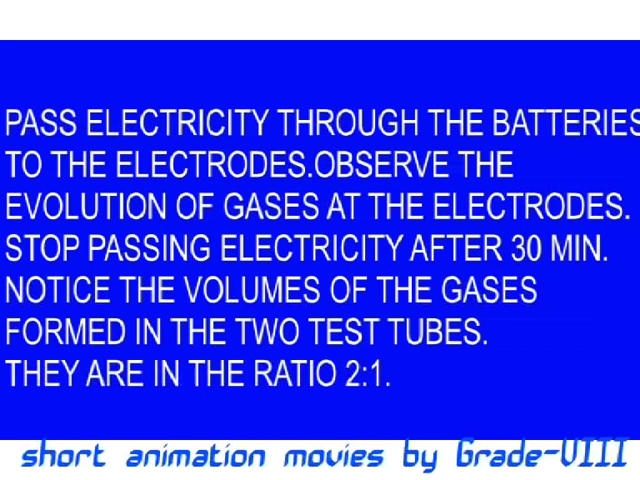 PASS ELECTRICITY THROUGH THE BATTERIES
TO THE ELECTRODES.OBSERVE THE
EVOLUTION OF GASES AT THE ELECTRODES.
STOP PASSING ELECTRICITY AFTER 30 MIN.
NOTICE THE VOLUMES OF THE GASES
FORMED IN THE TWO TEST TUBES.
THEY ARE IN THE RATIO 2:1.
short animation movies by Grade-VIII